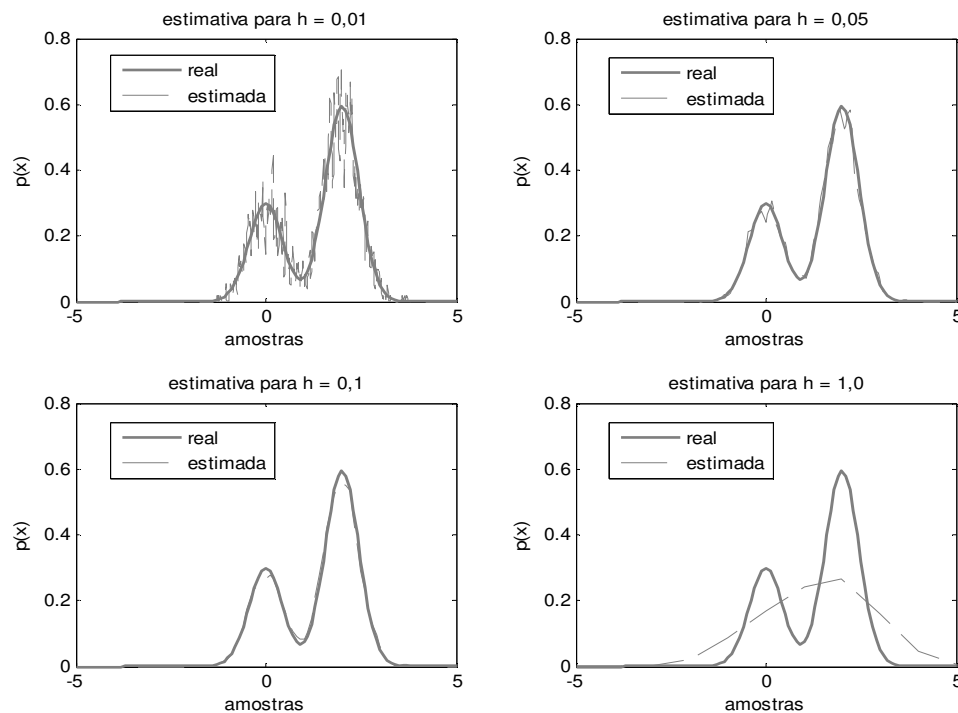 estimativa para h = 0,01
0.8
0.6
0.4
0.2
0
p(x)
real
estimada
-5
0
5
amostras
estimativa para h = 0,05
0.8
0.6
0.4
0.2
0
p(x)
real
estimada
-5
0
5
amostras
estimativa para h = 0,1
0.8
0.6
0.4
0.2
0
p(x)
real
estimada
-5
0
5
amostras
estimativa para h = 1,0
0.8
0.6
0.4
0.2
0
p(x)
real
estimada
-5
0
5
amostras